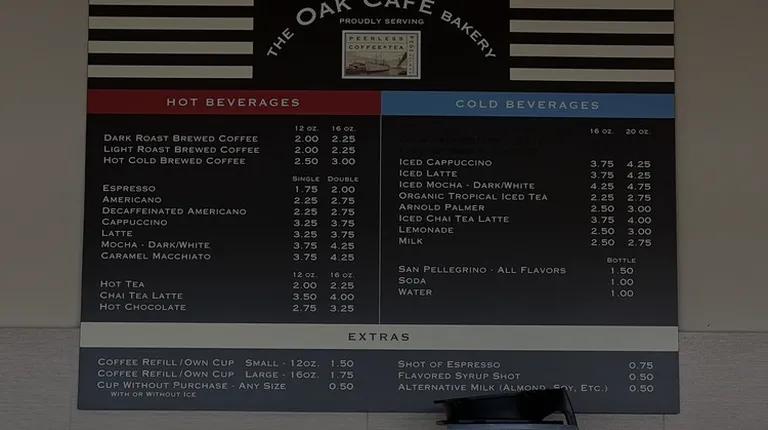 THE OAK CAFE BAKERY
PROUDLY SERVING
PEERLESS
COFFEE & TEA
HOT BEVERAGES
12 OZ. 16 OZ.
DARK ROAST BREWED COFFEE 2.00 2.25
LIGHT ROAST BREWED COFFEE 2.00 2.25
HOT COLD BREWED COFFEE 2.50 3.00
SINGLE DOUBLE
ESPRESSO 1.75 2.00
AMERICANO 2.25 2.75
DECAFFEINATED AMERICANO 2.25 2.75
CAPPUCCINO 3.25 3.75
LATTE 3.25 3.75
MOCHA - DARK/WHITE 3.75 4.25
CARAMEL MACCHIATO 3.75 4.25
12 OZ. 16 OZ.
HOT TEA 2.00 2.25
CHAI TEA LATTE 3.50 4.00
HOT CHOCOLATE 2.75 3.25
COLD BEVERAGES
16 OZ. 20 OZ.
ICED CAPPUCCINO 3.75 4.25
ICED LATTE 3.75 4.25
ICED MOCHA - DARK/WHITE 4.25 4.75
ORGANIC TROPICAL ICED TEA 2.25 2.75
ARNOLD PALMER 2.50 3.00
ICED CHAI TEA LATTE 3.75 4.00
LEMONADE 2.50 3.00
MILK 2.50 2.75
BOTTLE
SAN PELLEGRINO - ALL FLAVORS 1.50
SODA 1.00
WATER 1.00
EXTRAS
COFFEE REFILL/OWN CUP SMALL - 12OZ. 1.50
COFFEE REFILL/OWN CUP LARGE - 16OZ. 1.75
CUP WITHOUT PURCHASE - ANY SIZE 0.50
WITH OR WITHOUT ICE
SHOT OF ESPRESSO 0.75
FLAVORED SYRUP SHOT 0.50
ALTERNATIVE MILK (ALMOND, SOY, ETC.) 0.50